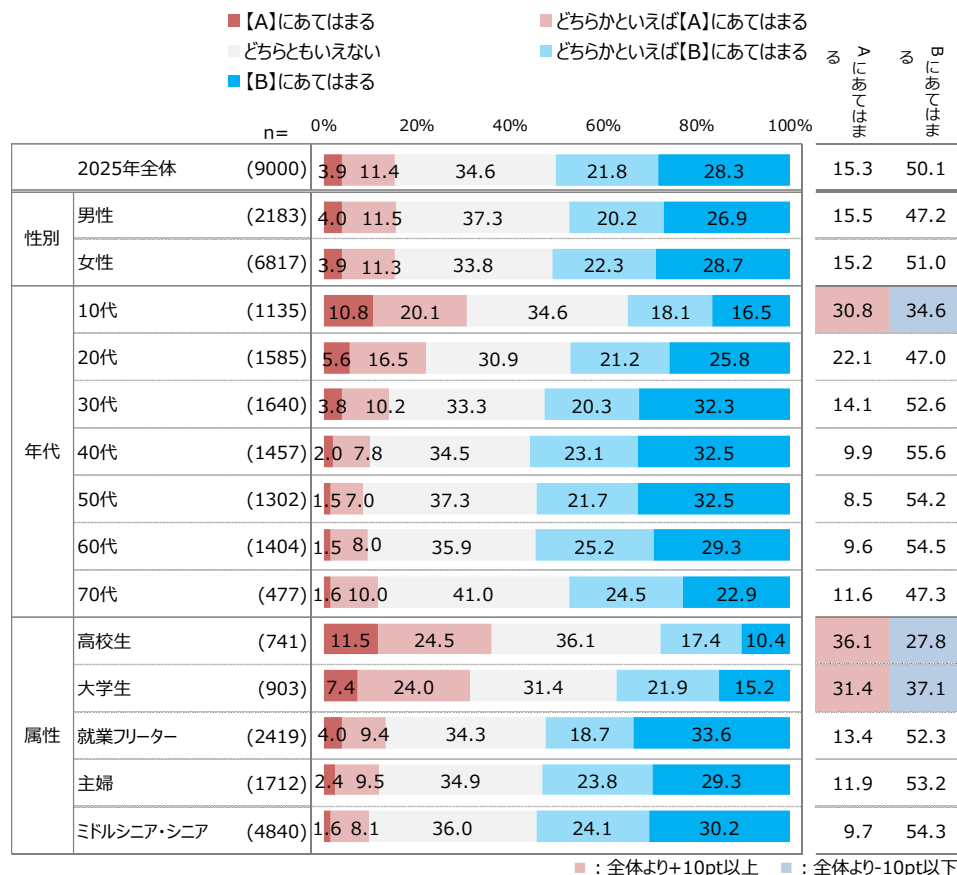 【A】にあてはまる
どちらかといえば【A】にあてはまる
どちらともいえない
どちらかといえば【B】にあてはまる
【B】にあてはまる
Aにあてはまる
Bにあてはまる
n= 0% 20% 40% 60% 80% 100%
2025年全体 (9000) 3.9 11.4 34.6 21.8 28.3 15.3 50.1
性別
男性 (2183) 4.0 11.5 37.3 20.2 26.9 15.5 47.2
女性 (6817) 3.9 11.3 33.8 22.3 28.7 15.2 51.0
年代
10代 (1135) 10.8 20.1 34.6 18.1 16.5 30.8 34.6
20代 (1585) 5.6 16.5 30.9 21.2 25.8 22.1 47.0
30代 (1640) 3.8 10.2 33.3 20.3 32.3 14.1 52.6
40代 (1457) 2.0 7.8 34.5 23.1 32.5 9.9 55.6
50代 (1302) 1.5 7.0 37.3 21.7 32.5 8.5 54.2
60代 (1404) 1.5 8.0 35.9 25.2 29.3 9.6 54.5
70代 (477) 1.6 10.0 41.0 24.5 22.9 11.6 47.3
属性
高校生 (741) 11.5 24.5 36.1 17.4 10.4 36.1 27.8
大学生 (903) 7.4 24.0 31.4 21.9 15.2 31.4 37.1
就業フリーター (2419) 4.0 9.4 34.3 18.7 33.6 13.4 52.3
主婦 (1712) 2.4 9.5 34.9 23.8 29.3 11.9 53.2
ミドルシニア・シニア (4840) 1.6 8.1 36.0 24.1 30.2 9.7 54.3
：全体より+10pt以上 ：全体より-10pt以下